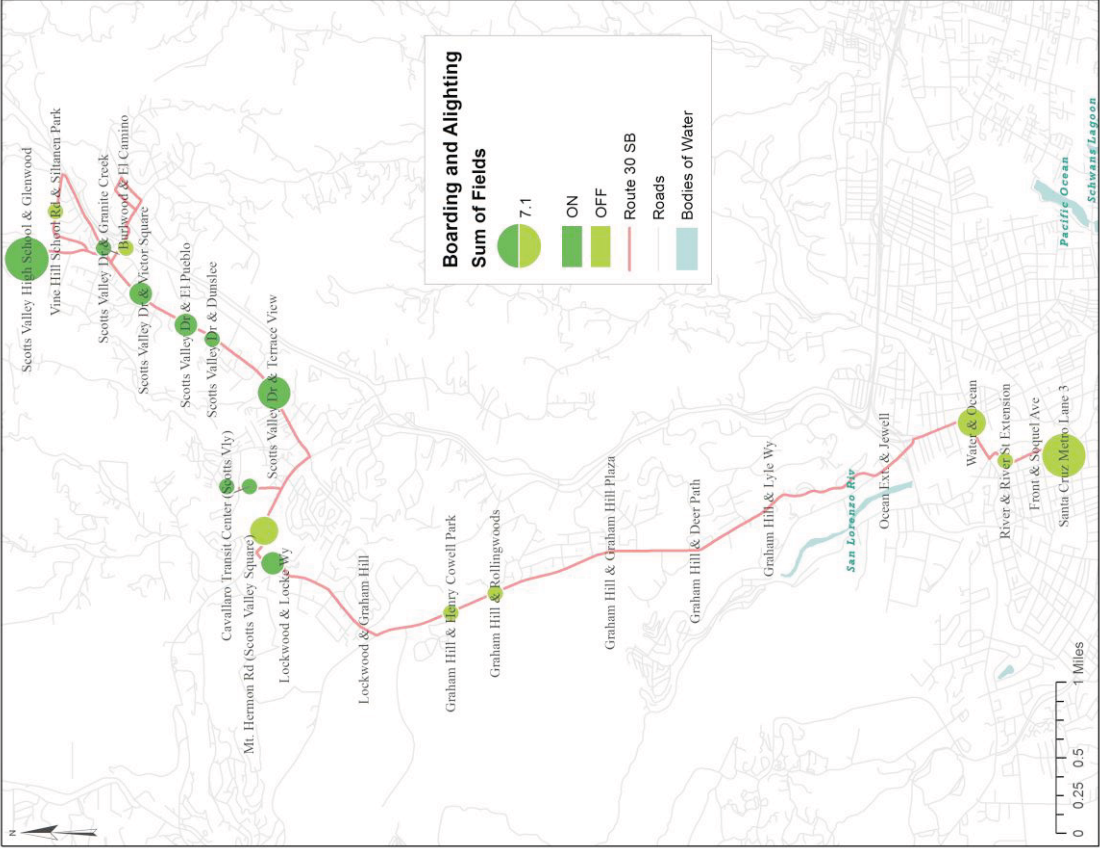 N
Scotts Valley High School & Glenwood
Vine Hill School Rd & Siltanen Park
Scotts Valley Dr & Granite Creek
Burlwood & El Camino
Scotts Valley Dr & Victor Square
Scotts Valley Dr & El Pueblo
Scotts Valley Dr & Dunslee
Scotts Valley Dr & Terrace View
Cavallaro Transit Center (Scotts Vly)
Mt. Hermon Rd (Scotts Valley Square)
Lockwood & Locke Wy
Lockwood & Graham Hill
Graham Hill & Henry Cowell Park
Graham Hill & Rollingwoods
Graham Hill & Graham Hill Plaza
Graham Hill & Deer Path
Graham Hill & Lyle Wy
San Lorenzo Riv
Ocean Ext. & Jewell
Water & Ocean
River & River St Extension
Front & Soquel Ave
Santa Cruz Metro Lane 3
Boarding and Alighting
Sum of Fields
7.1
ON
OFF
Route 30 SB
Roads
Bodies of Water
Pacific Ocean
Schwans Lagoon
0 0.25 0.5 1 Miles